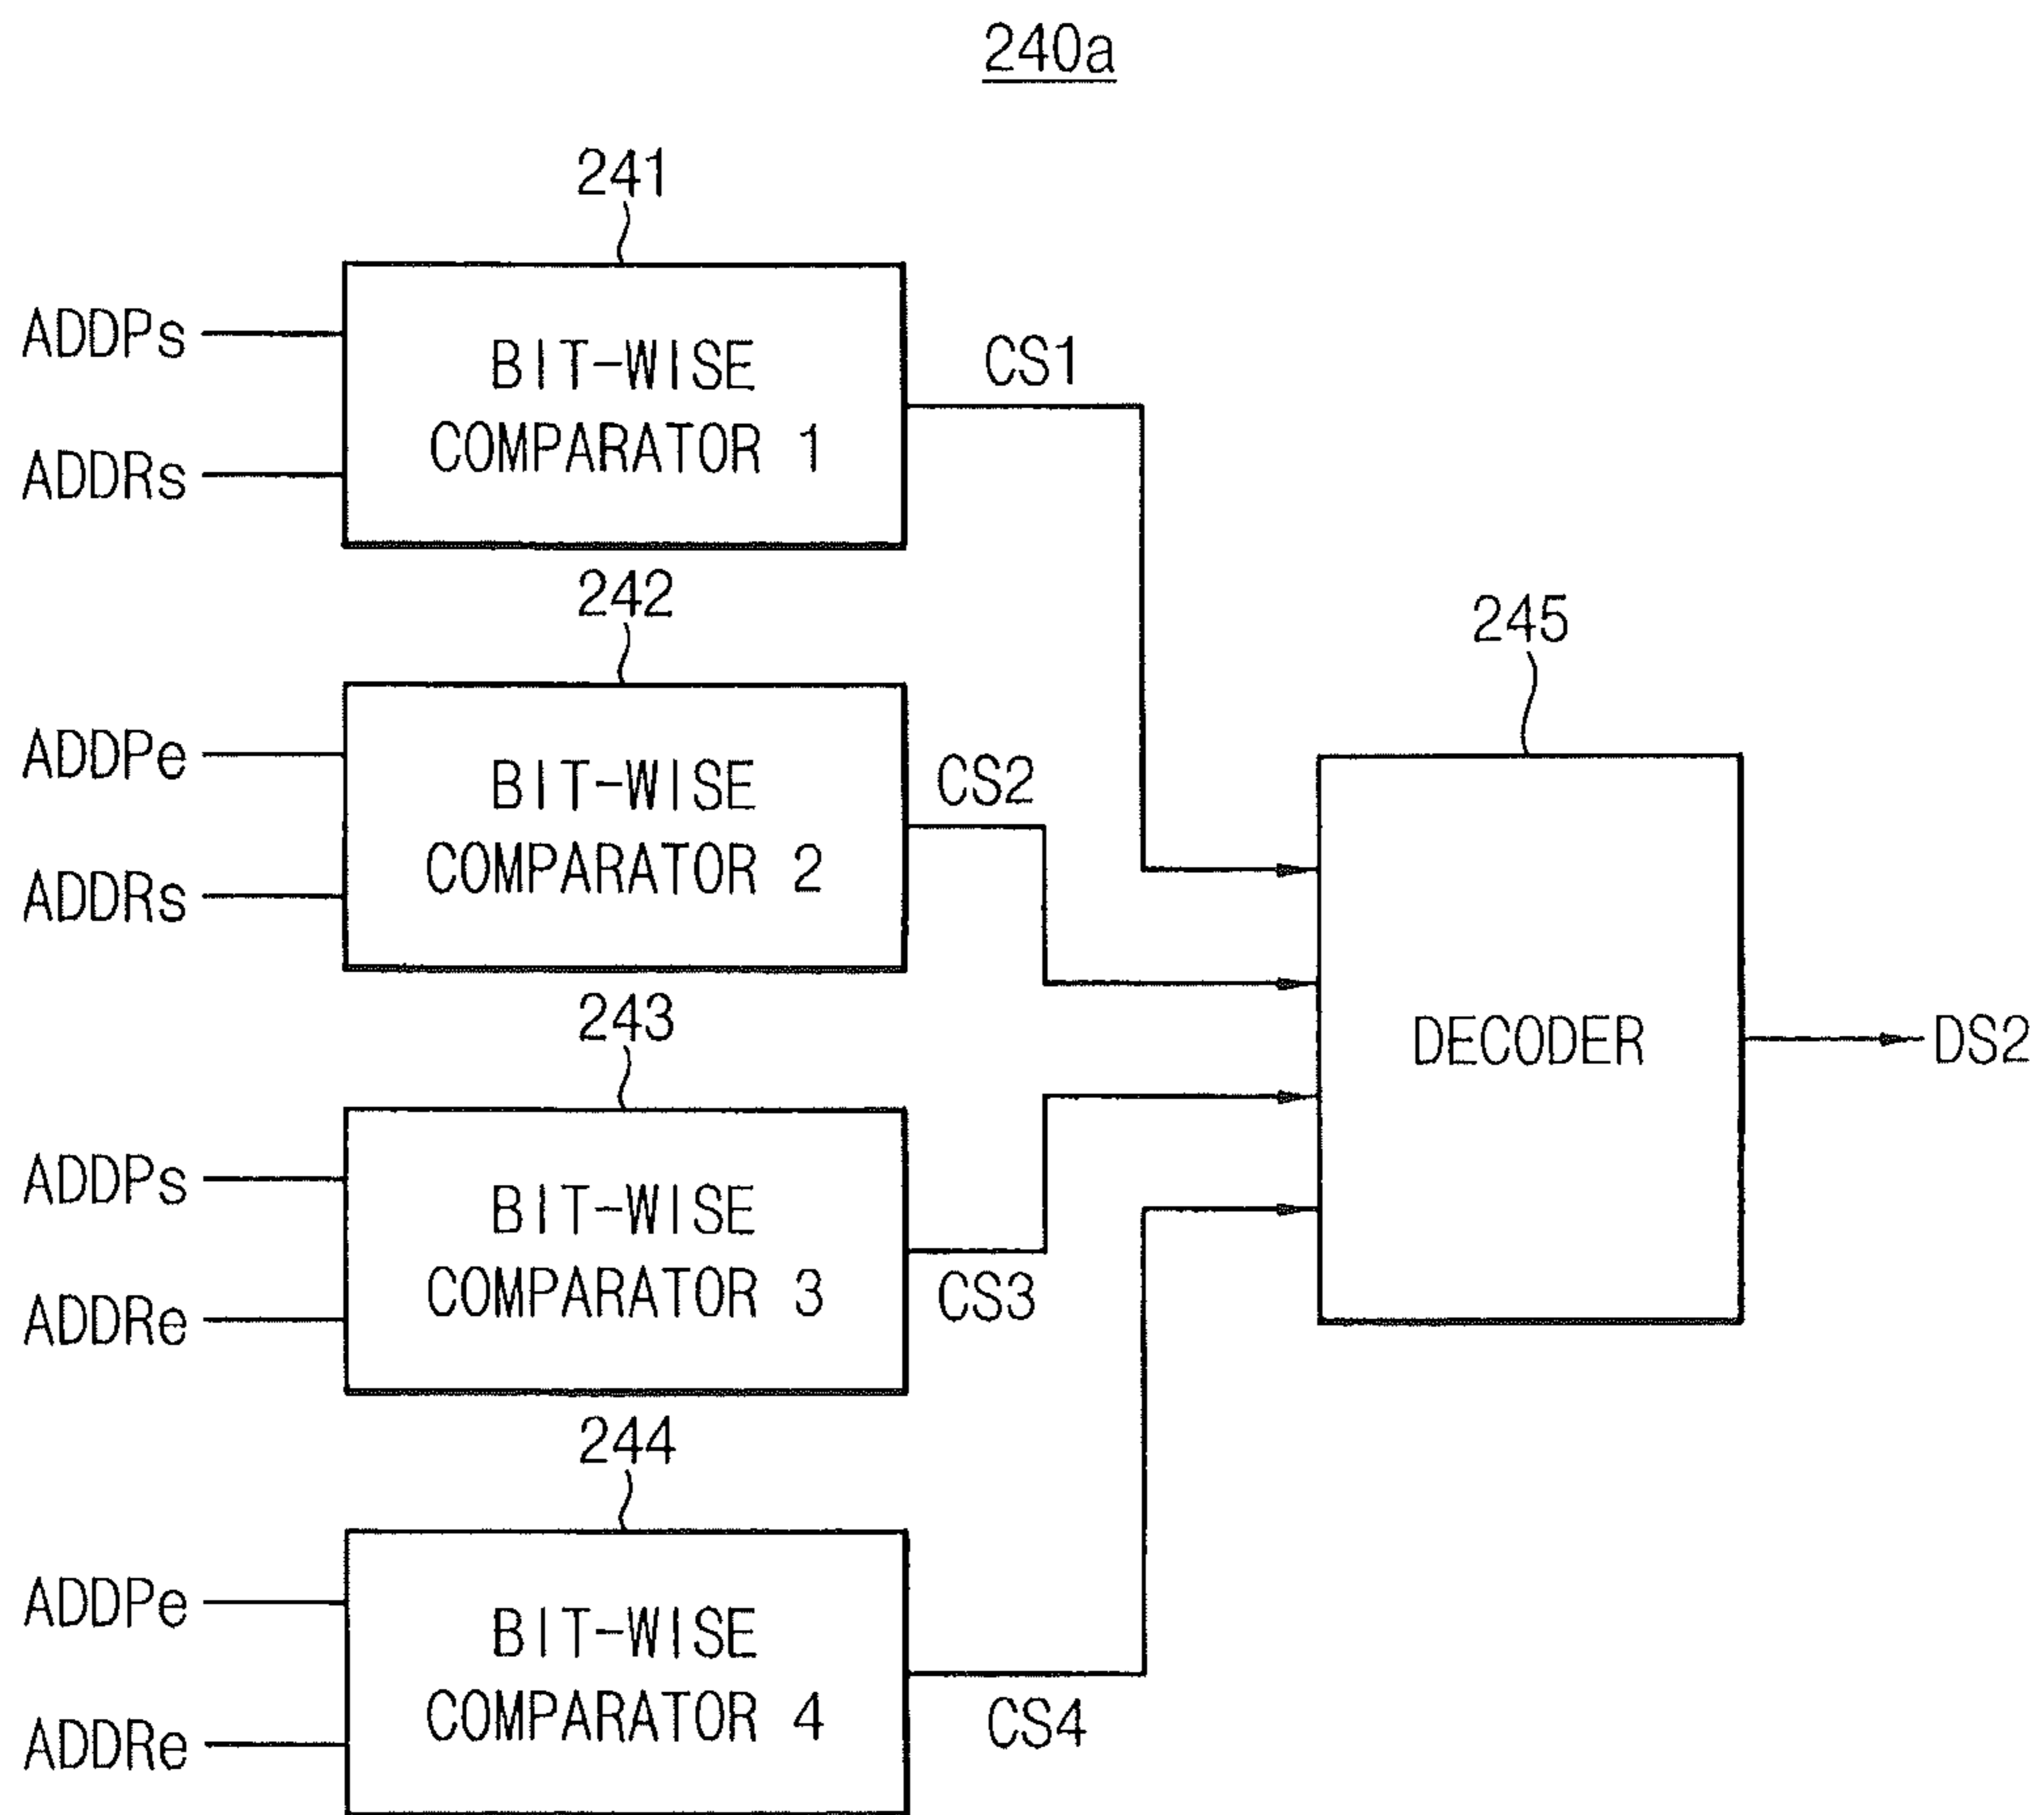 240a
241
ADDPs
ADDRs
BIT-WISE
COMPARATOR 1
CS1
242
ADDPe
ADDRs
BIT-WISE
COMPARATOR 2
CS2
243
ADDPs
ADDRe
BIT-WISE
COMPARATOR 3
CS3
244
ADDPe
ADDRe
BIT-WISE
COMPARATOR 4
CS4
245
DECODER
DS2